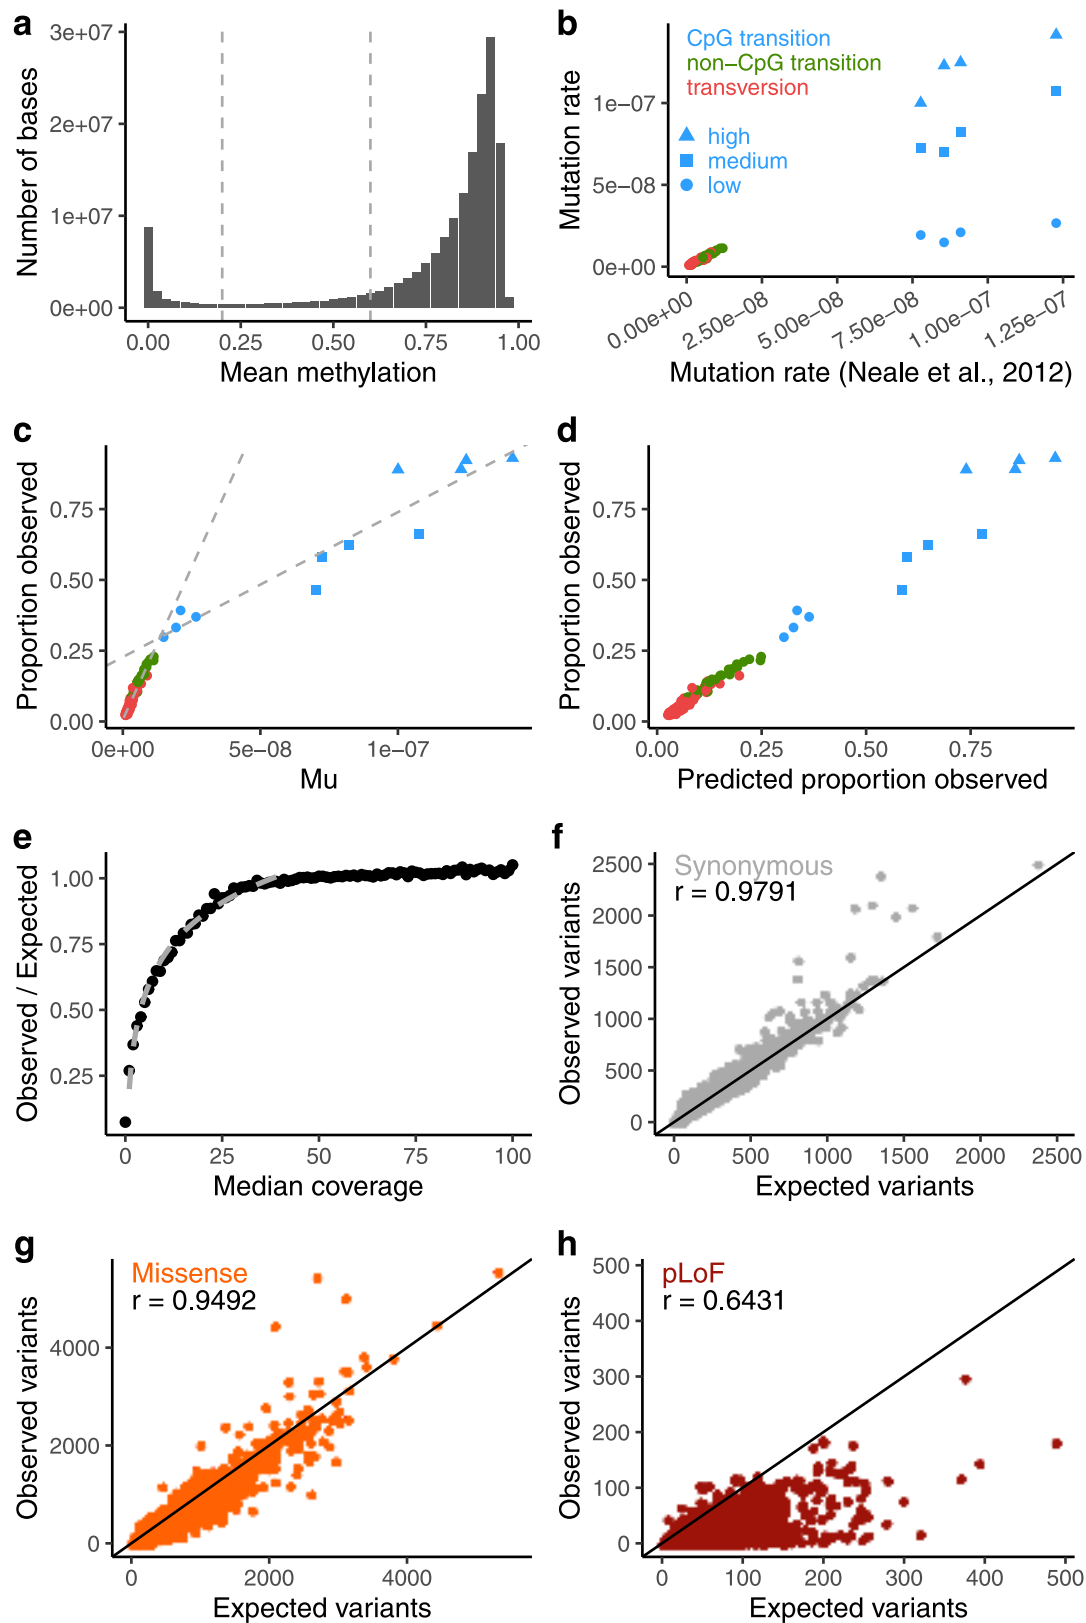 a
3e+07
2e+07
1e+07
0e+00
Number of bases
0.00
0.25
0.50
0.75
1.00
Mean methylation
b
CpG transition
non−CpG transition
transversion
high
medium
low
1e−07
5e−08
0e+00
Mutation rate
0.00e+00
2.50e−08
5.00e−08
7.50e−08
1.00e−07
1.25e−07
Mutation rate (Neale et al., 2012)
c
0.75
0.50
0.25
0.00
Proportion observed
0e+00
5e−08
1e−07
Mu
d
0.75
0.50
0.25
0.00
Proportion observed
0.00
0.25
0.50
0.75
Predicted proportion observed
e
1.00
0.75
0.50
0.25
Observed / Expected
0
25
50
75
100
Median coverage
f
Synonymous
r = 0.9791
2500
2000
1500
1000
500
0
Observed variants
0
500
1000
1500
2000
2500
Expected variants
g
Missense
r = 0.9492
4000
2000
0
Observed variants
0
2000
4000
Expected variants
h
pLoF
r = 0.6431
500
400
300
200
100
0
Observed variants
0
100
200
300
400
500
Expected variants